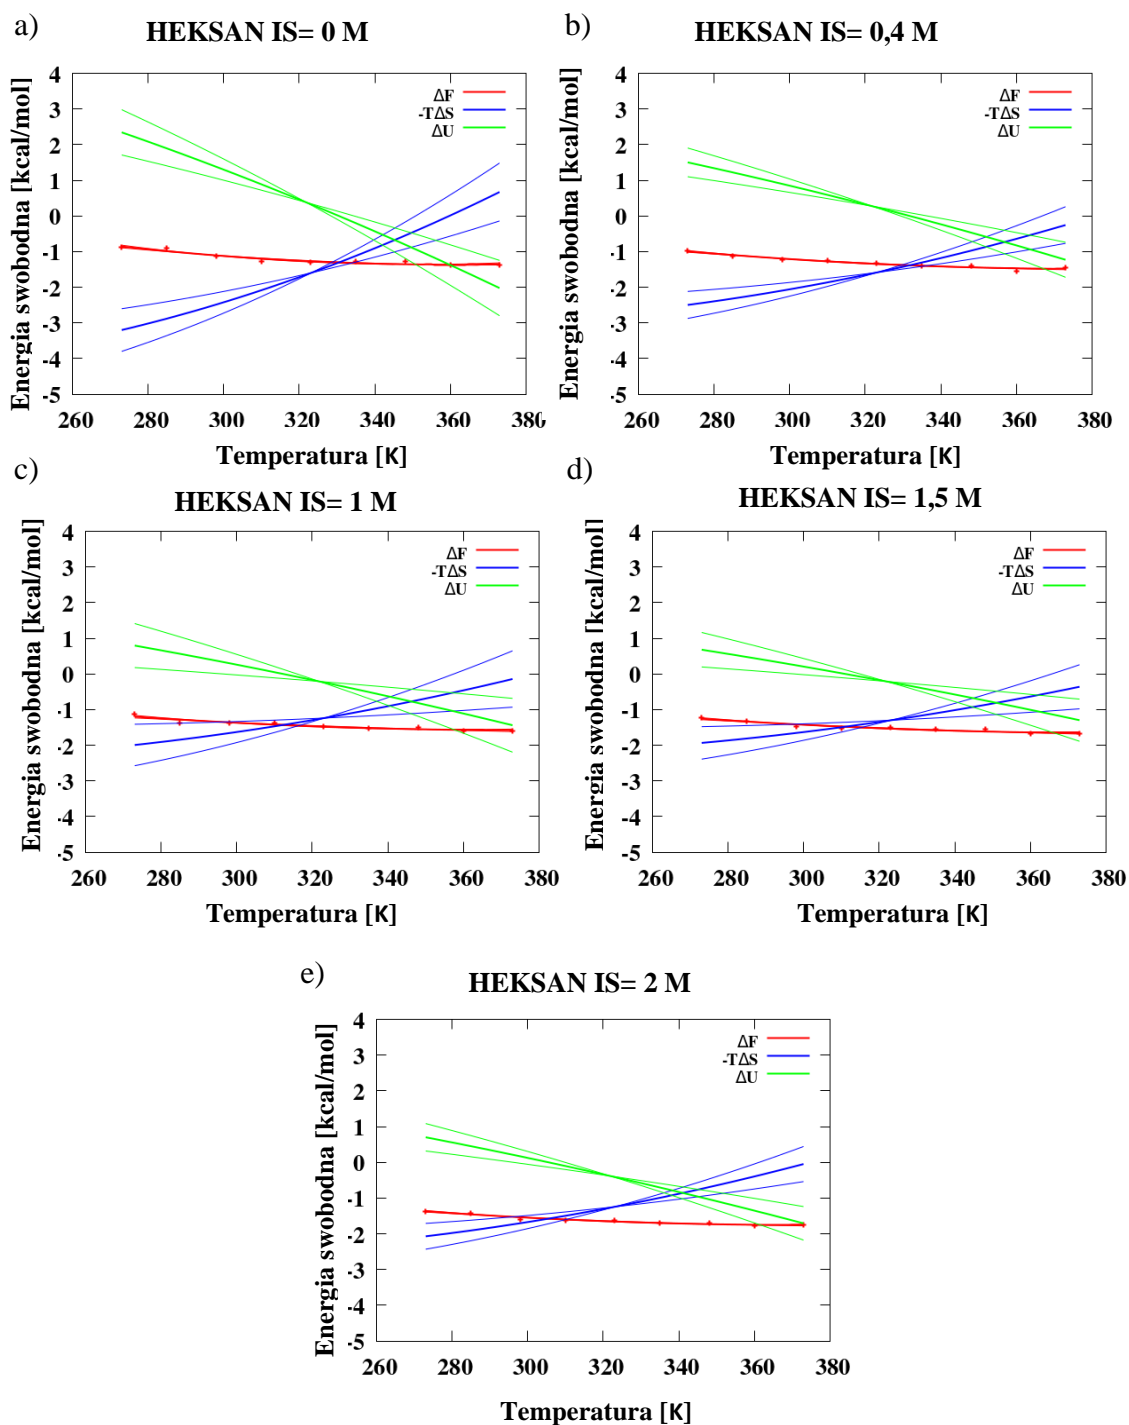 a)
HEKSAN IS= 0 M
4
3
2
1
0
-1
-2
-3
-4
-5
260
280
300
320
340
360
380
Energia swobodna [kcal/mol]
Temperatura [K]
ΔF
-TΔS
ΔU
b)
HEKSAN IS= 0,4 M
4
3
2
1
0
-1
-2
-3
-4
-5
260
280
300
320
340
360
380
Energia swobodna [kcal/mol]
Temperatura [K]
ΔF
-TΔS
ΔU
c)
HEKSAN IS= 1 M
4
3
2
1
0
-1
-2
-3
-4
-5
260
280
300
320
340
360
380
Energia swobodna [kcal/mol]
Temperatura [K]
ΔF
-TΔS
ΔU
d)
HEKSAN IS= 1,5 M
4
3
2
1
0
-1
-2
-3
-4
-5
260
280
300
320
340
360
380
Energia swobodna [kcal/mol]
Temperatura [K]
ΔF
-TΔS
ΔU
e)
HEKSAN IS= 2 M
4
3
2
1
0
-1
-2
-3
-4
-5
260
280
300
320
340
360
380
Energia swobodna [kcal/mol]
Temperatura [K]
ΔF
-TΔS
ΔU